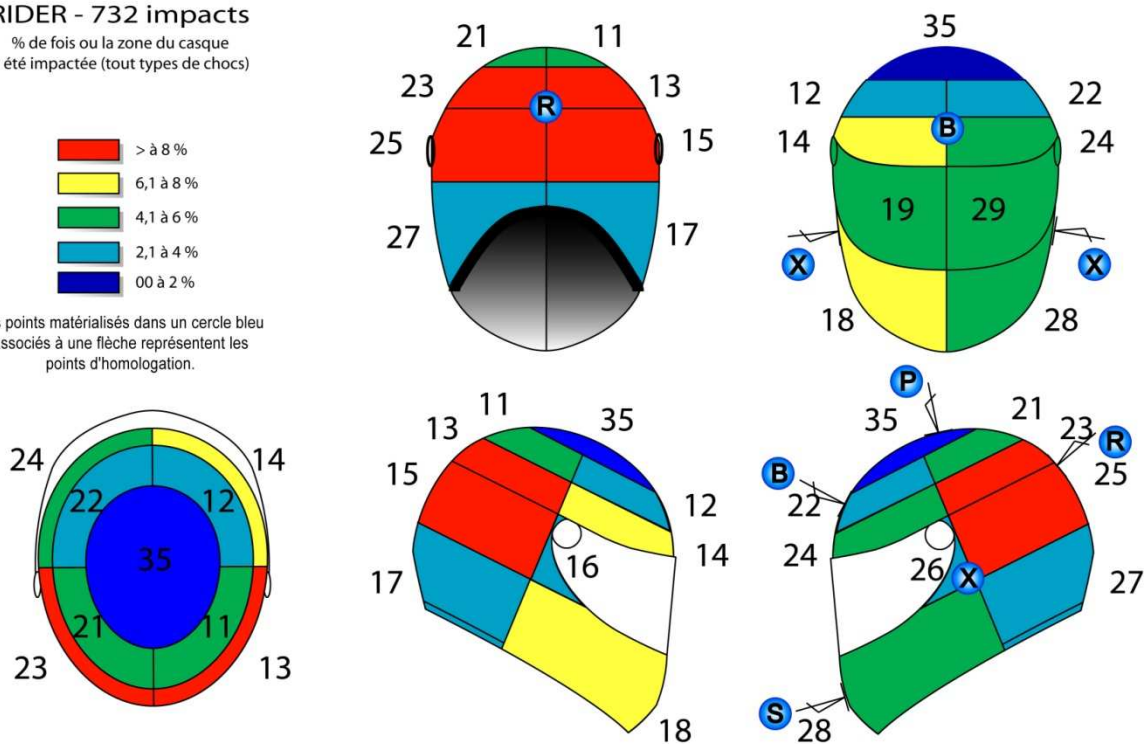 RIDER - 732 impacts
% de fois ou la zone du casque
été impactée (tout types de chocs)
> à 8 %
6,1 à 8 %
4,1 à 6 %
2,1 à 4 %
00 à 2 %
s points matérialisés dans un cercle bleu
ssociés à une flèche représentent les
points d'homologation.
21 11
23 13
R
25 15
27 17
35
12 22
B
14 24
19 29
X X
18 28
24 14
22 12
35
21 11
23 13
11 35
13
15
12
14
16
17
18
P
35 21
23 R
25
B
22
24
26 X
27
S
28